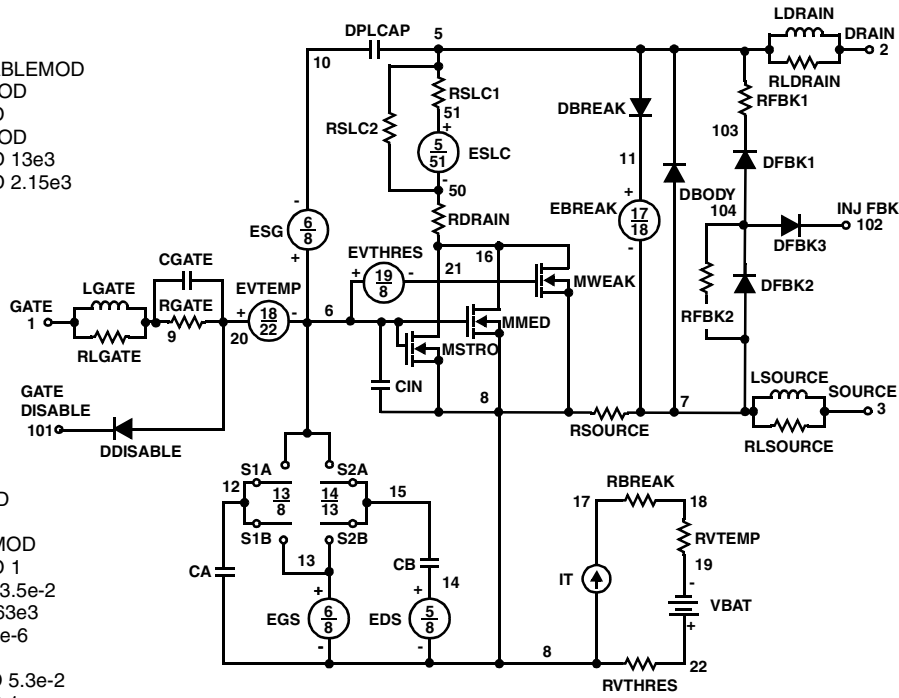 LDRAIN
DPLCAP
5
DRAIN
10
2
ABLEMOD
RLDRAIN
OD
RSLC1
RFBK1
D
51
DBREAK
+
RSLC2
MOD
5
51
ESLC
103
D 13e3
11
DFBK1
D 2.15e3
-
50
+
DBODY
-
RDRAIN
EBREAK
17
18
104
INJ FBK
102
6
8
ESG
DFBK3
+
EVTHRES
16
-
CGATE
+
19
8
-
21
MWEAK
DFBK2
LGATE
EVTEMP
RFBK2
GATE
RGATE
+
18
22
-
6
MMED
1
9
20
MSTRO
RLGATE
LSOURCE
CIN
SOURCE
GATE
8
7
3
DISABLE
101
RSOURCE
RLSOURCE
DDISABLE
S1A
S2A
RBREAK
12
13
8
14
13
15
17
18
D
S1B
S2B
RVTEMP
MOD
13
CB
19
D 1
CA
14
IT
-
3.5e-2
+
+
VBAT
63e3
EGS
6
8
EDS
5
8
+
e-6
-
-
8
22
D 5.3e-2
RVTHRES